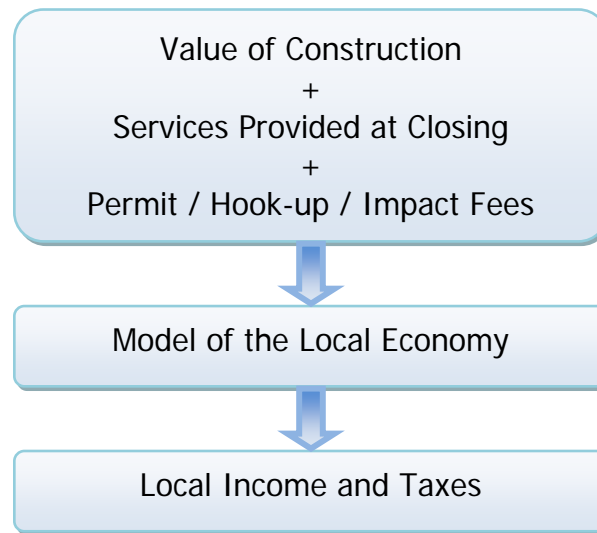 Value of Construction
+
Services Provided at Closing
+
Permit / Hook-up / Impact Fees
Model of the Local Economy
Local Income and Taxes